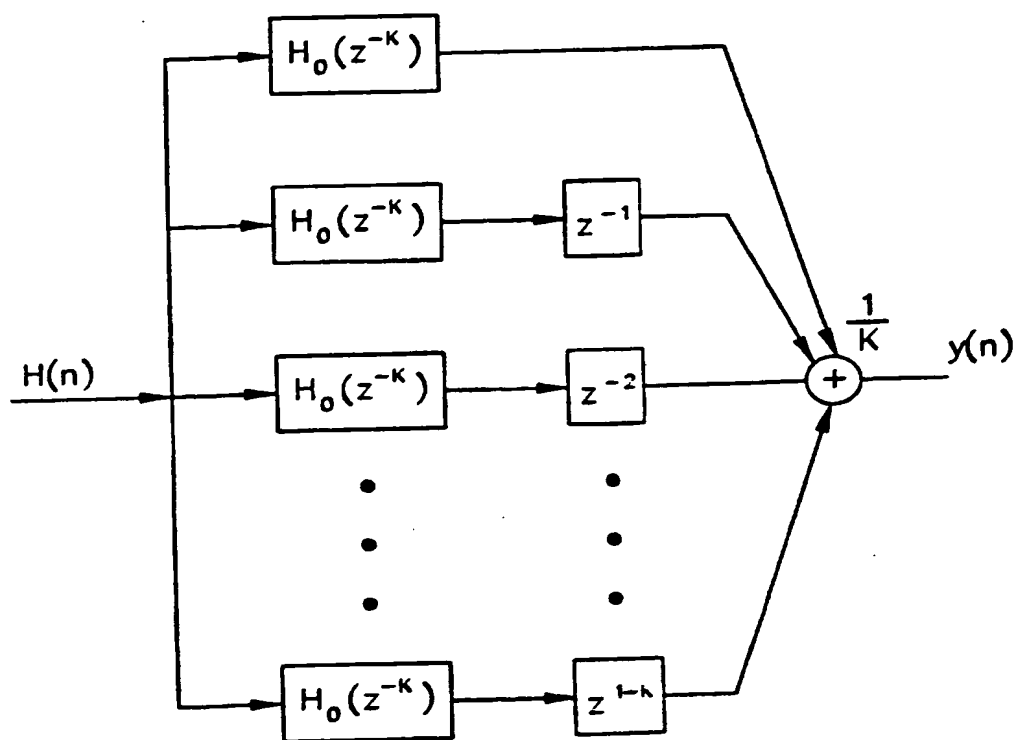 H₀(z⁻ᴷ)
H₀(z⁻ᴷ) z⁻¹
1/K
H(n) H₀(z⁻ᴷ) z⁻² + y(n)
H₀(z⁻ᴷ) z¹⁻ᴷ